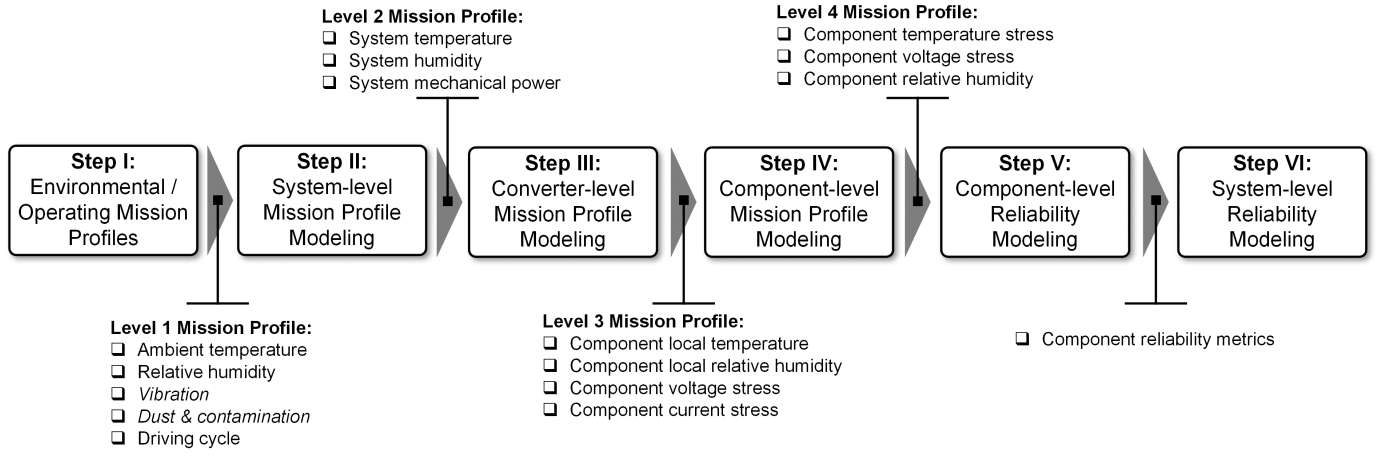 Level 2 Mission Profile:
❑ System temperature
❑ System humidity
❑ System mechanical power
Level 4 Mission Profile:
❑ Component temperature stress
❑ Component voltage stress
❑ Component relative humidity
Step I:
Environmental /
Operating Mission
Profiles
Step II:
System-level
Mission Profile
Modeling
Step III:
Converter-level
Mission Profile
Modeling
Step IV:
Component-level
Mission Profile
Modeling
Step V:
Component-level
Reliability
Modeling
Step VI:
System-level
Reliability
Modeling
Level 1 Mission Profile:
❑ Ambient temperature
❑ Relative humidity
❑ Vibration
❑ Dust & contamination
❑ Driving cycle
Level 3 Mission Profile:
❑ Component local temperature
❑ Component local relative humidity
❑ Component voltage stress
❑ Component current stress
❑ Component reliability metrics